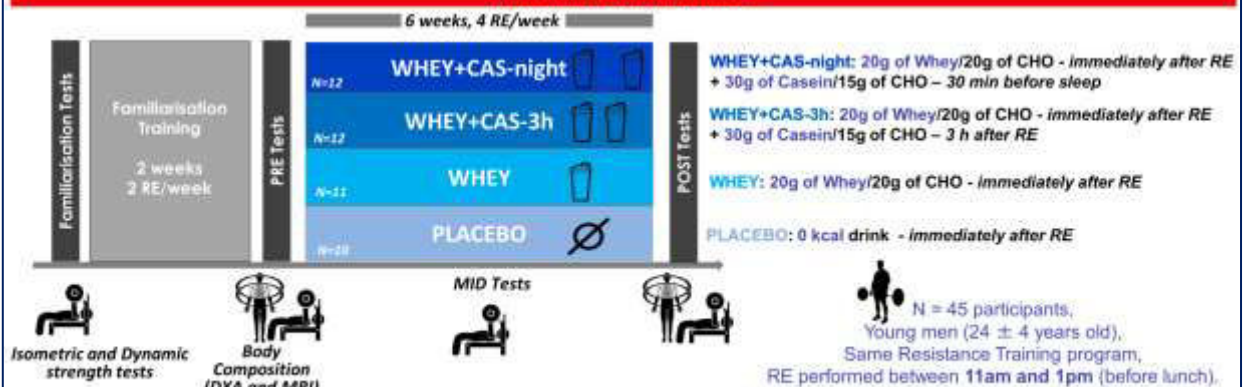 6 weeks, 4 RE/week
Familiarisation Tests
Familiarisation
Training
2 weeks
2 RE/week
PRE Tests
WHEY+CAS-night
N=12
WHEY+CAS-3h
N=12
WHEY
N=11
PLACEBO
N=10
POST Tests
WHEY+CAS-night: 20g of Whey/20g of CHO - immediately after RE
+ 30g of Casein/15g of CHO – 30 min before sleep
WHEY+CAS-3h: 20g of Whey/20g of CHO - immediately after RE
+ 30g of Casein/15g of CHO – 3 h after RE
WHEY: 20g of Whey/20g of CHO - immediately after RE
PLACEBO: 0 kcal drink - immediately after RE
MID Tests
Isometric and Dynamic
strength tests
Body
Composition
(DXA and MRI)
N = 45 participants,
Young men (24 ± 4 years old),
Same Resistance Training program,
RE performed between 11am and 1pm (before lunch).